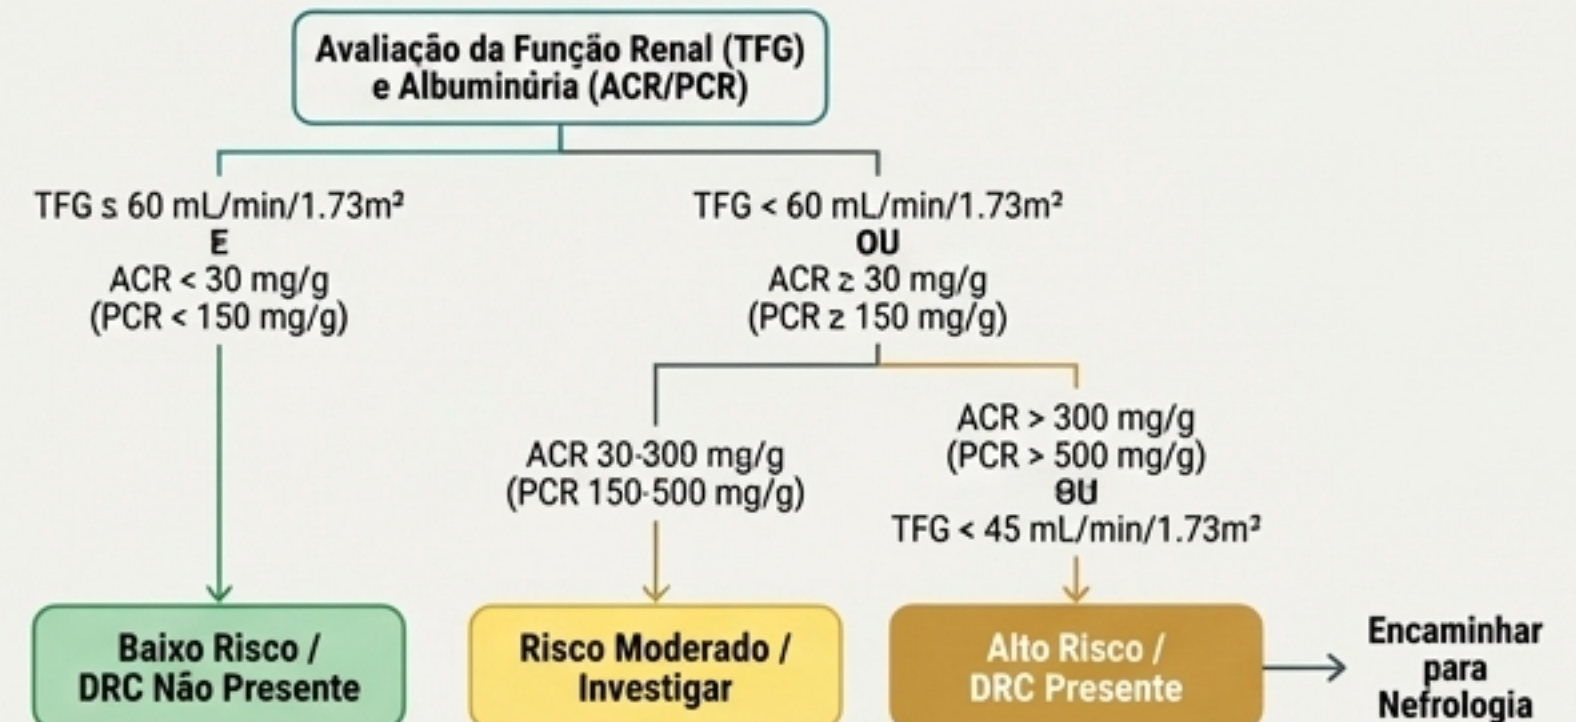 Avaliação da Função Renal (TFG)
e Albuminúria (ACR/PCR)
TFG s 60 mL/min/1.73m²
E
ACR < 30 mg/g
(PCR < 150 mg/g)
TFG < 60 mL/min/1.73m²
OU
ACR ≥ 30 mg/g
(PCR ≥ 150 mg/g)
ACR 30-300 mg/g
(PCR 150-500 mg/g)
ACR > 300 mg/g
(PCR > 500 mg/g)
TFG < 45 mL/min/1.73m²
Baixo Risco /
DRC Não Presente
Risco Moderado /
Investigar
Alto Risco /
DRC Presente
Encaminhar
para
Nefrologia